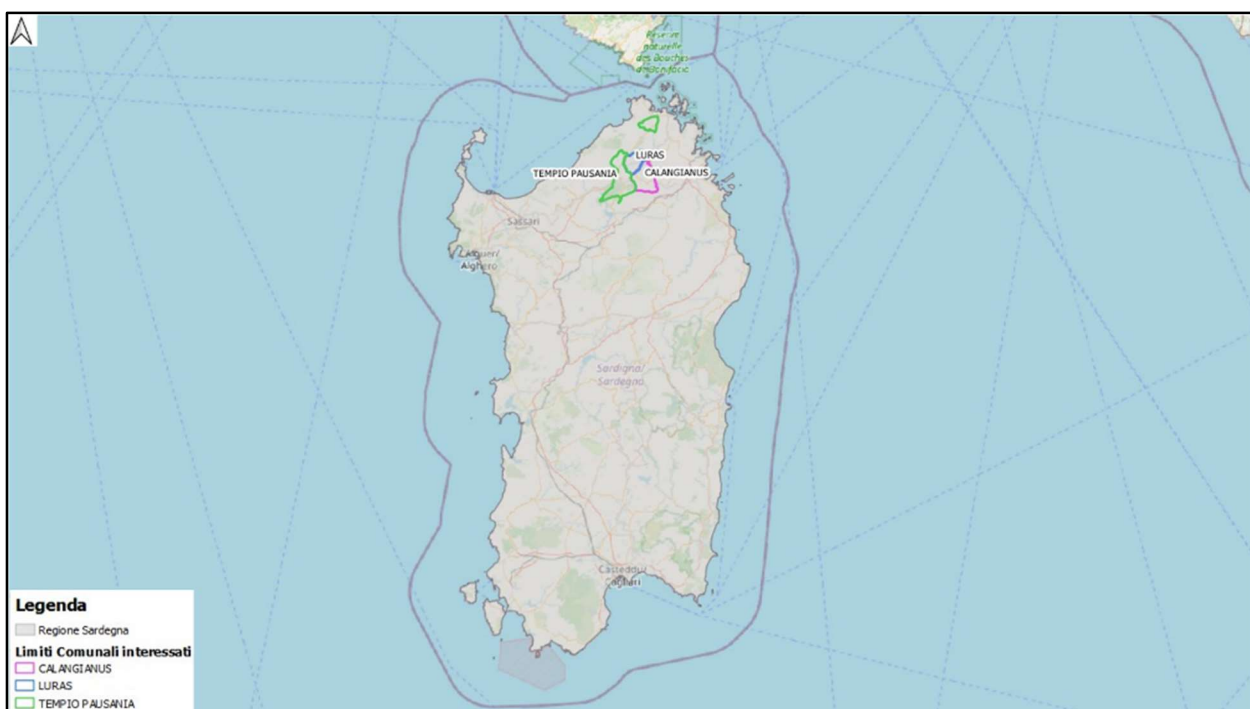 Réserve
naturelle
des Bouches
de Bonifacio
LURAS
TEMPIO PAUSANIA
CALANGIANUS
Sassari
Alghero
Sardigna/
Sardegna
Casteddu/
Legenda
Regione Sardegna
Limiti Comunali interessati
CALANGIANUS
LURAS
TEMPIO PAUSANIA